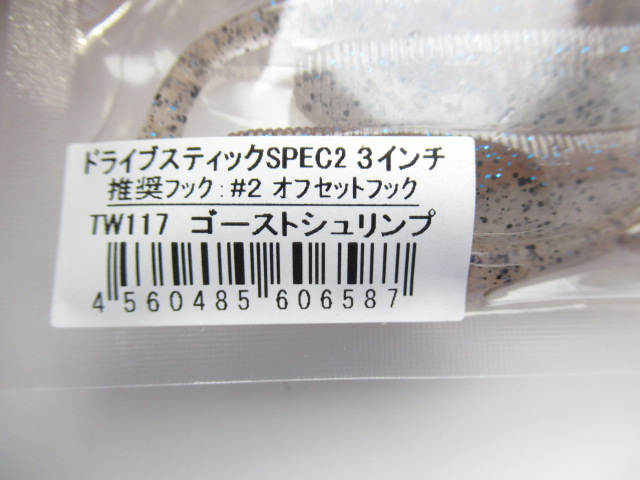 ドライブスティックSPEC2 3インチ
推奨フック:#2 オフセットフック
TW117 ゴーストシュリンプ
4 560485 606587